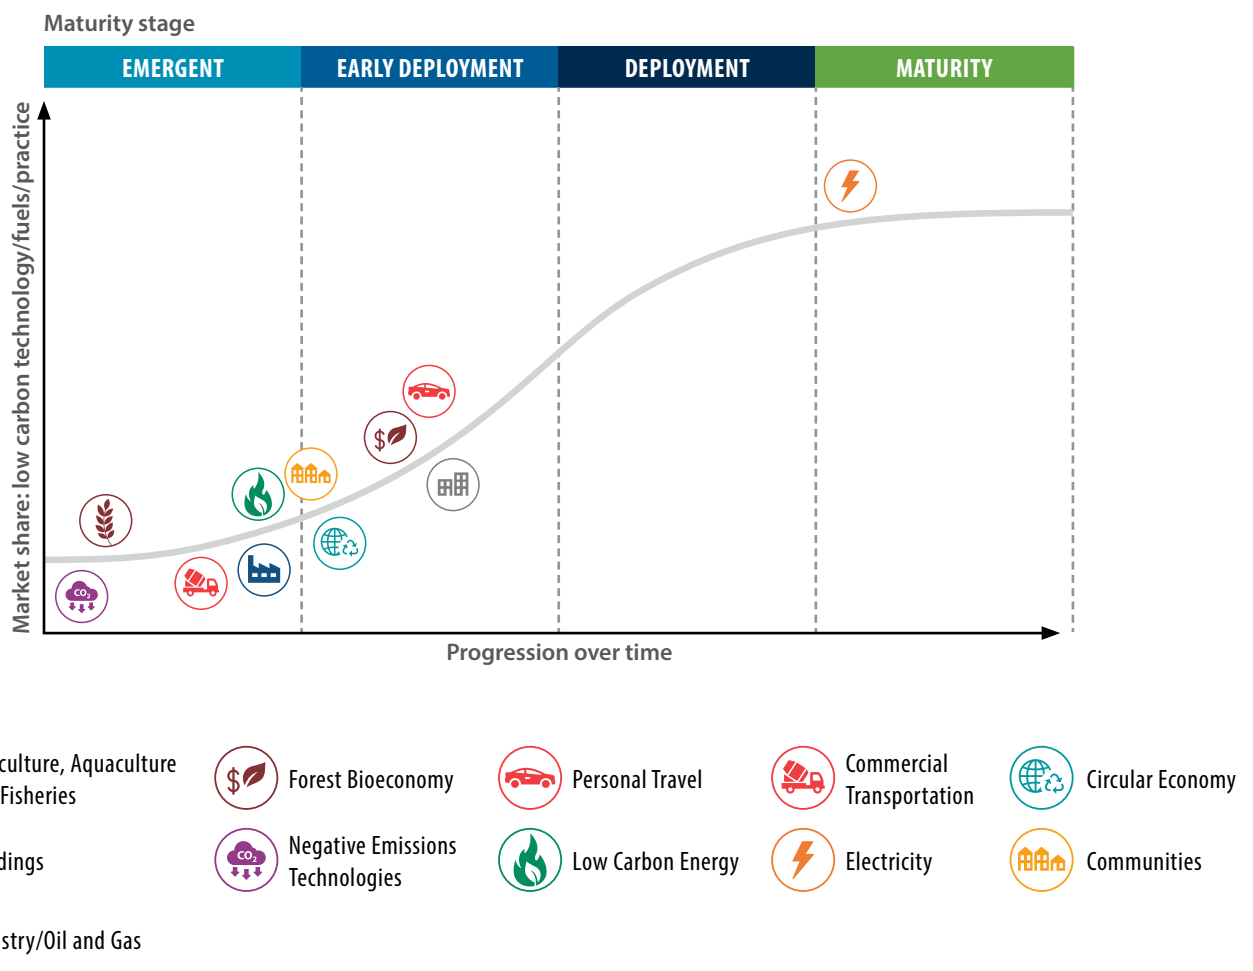 Maturity stage
EMERGENT EARLY DEPLOYMENT DEPLOYMENT MATURITY
Market share: low carbon technology/fuels/practice
$
CO2
Progression over time
culture, Aquaculture
Fisheries
$ Forest Bioeconomy
Personal Travel
Commercial
Transportation
Circular Economy
dings
CO2
Negative Emissions
Technologies
Low Carbon Energy
Electricity
Communities
stry/Oil and Gas